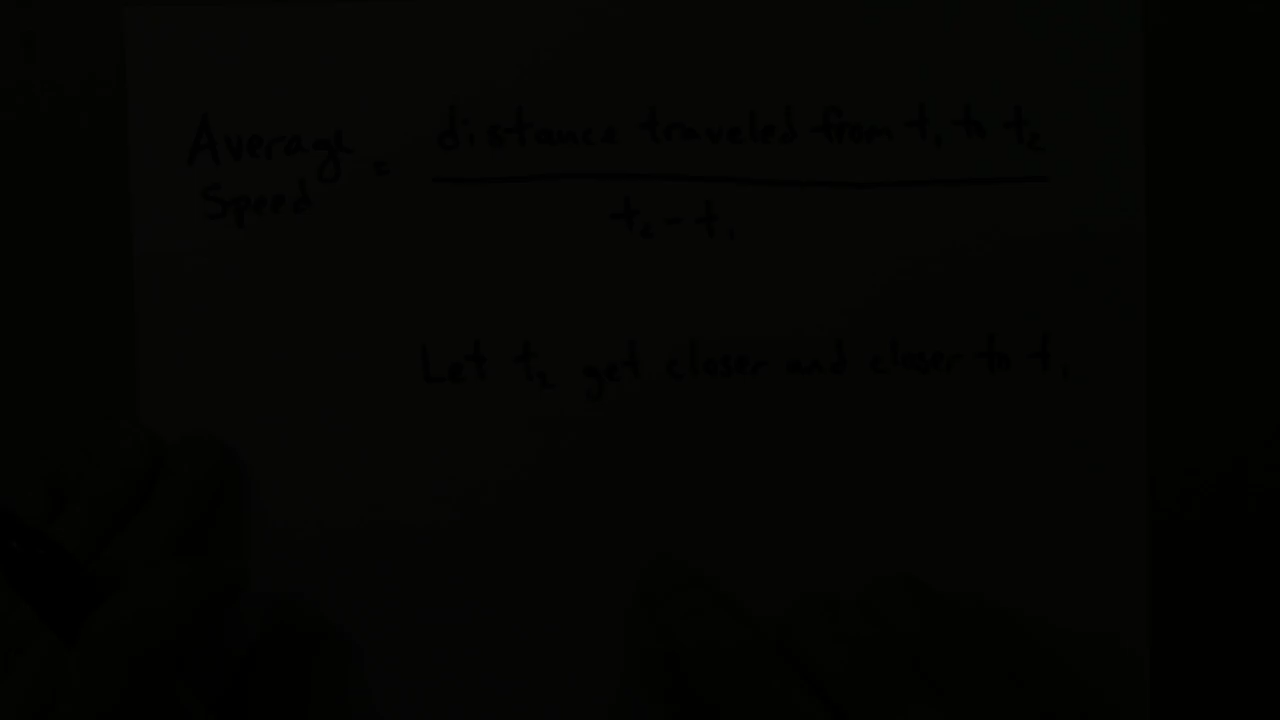 Average = distance traveled from t₁ to t₂
Speed
t₂ - t₁
Let t₂ get closer and closer to t₁